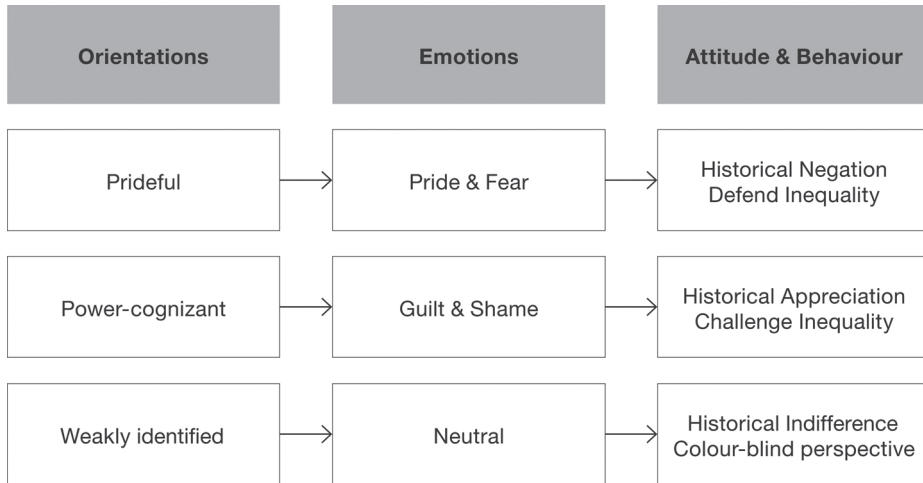 Orientations
Emotions
Attitude & Behaviour
Prideful
Pride & Fear
Historical Negation
Defend Inequality
Power-cognizant
Guilt & Shame
Historical Appreciation
Challenge Inequality
Weakly identified
Neutral
Historical Indifference
Colour-blind perspective